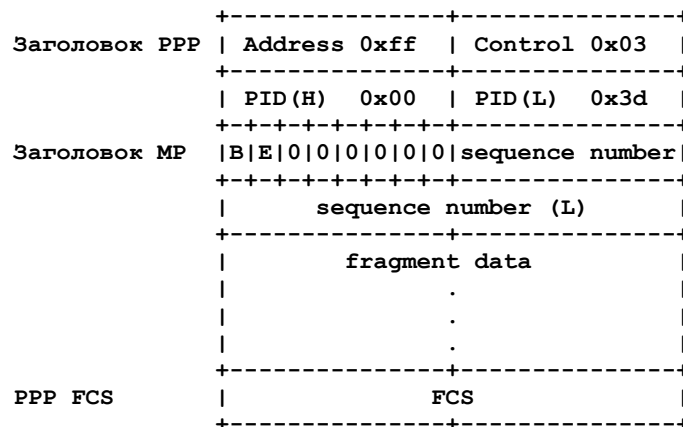 +---------------+---------------+
Заголовок PPP | Address 0xff | Control 0x03 |
+---------------+---------------+
| PID(H) 0x00 | PID(L) 0x3d |
+-+-+-+-+-+-+-+-+---------------+
Заголовок MP |B|E|0|0|0|0|0|0|sequence number|
+-+-+-+-+-+-+-+-+---------------+
| sequence number (L) |
+---------------+---------------+
| fragment data |
| . |
| . |
| . |
+---------------+---------------+
PPP FCS | FCS |
+---------------+---------------+